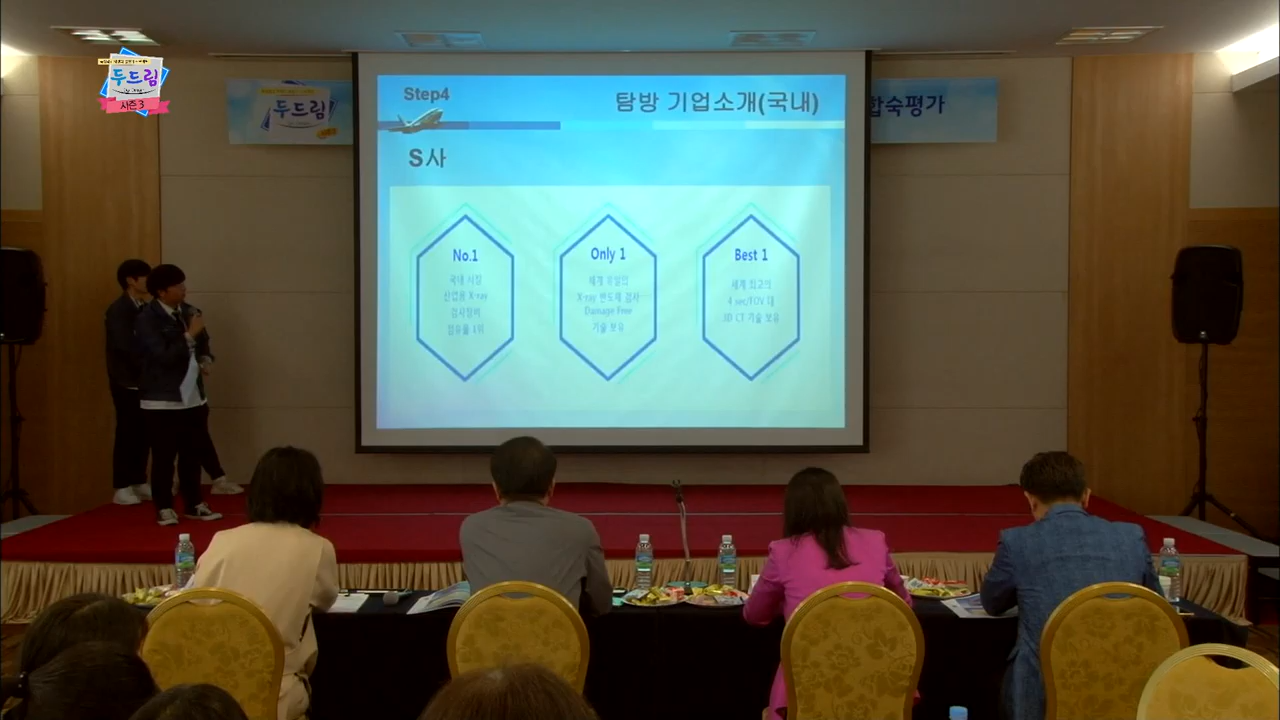 두드림
시즌 3
두드림
합숙평가
Step4
탐방 기업소개(국내)
S사
No.1
국내 시장
산업용 X-ray
검사장비
점유율 1위
Only 1
세계 유일의
X-ray 반도체 검사
Damage Free
기술 보유
Best 1
세계 최고의
4 sec/FOV 대
3D CT 기술 보유